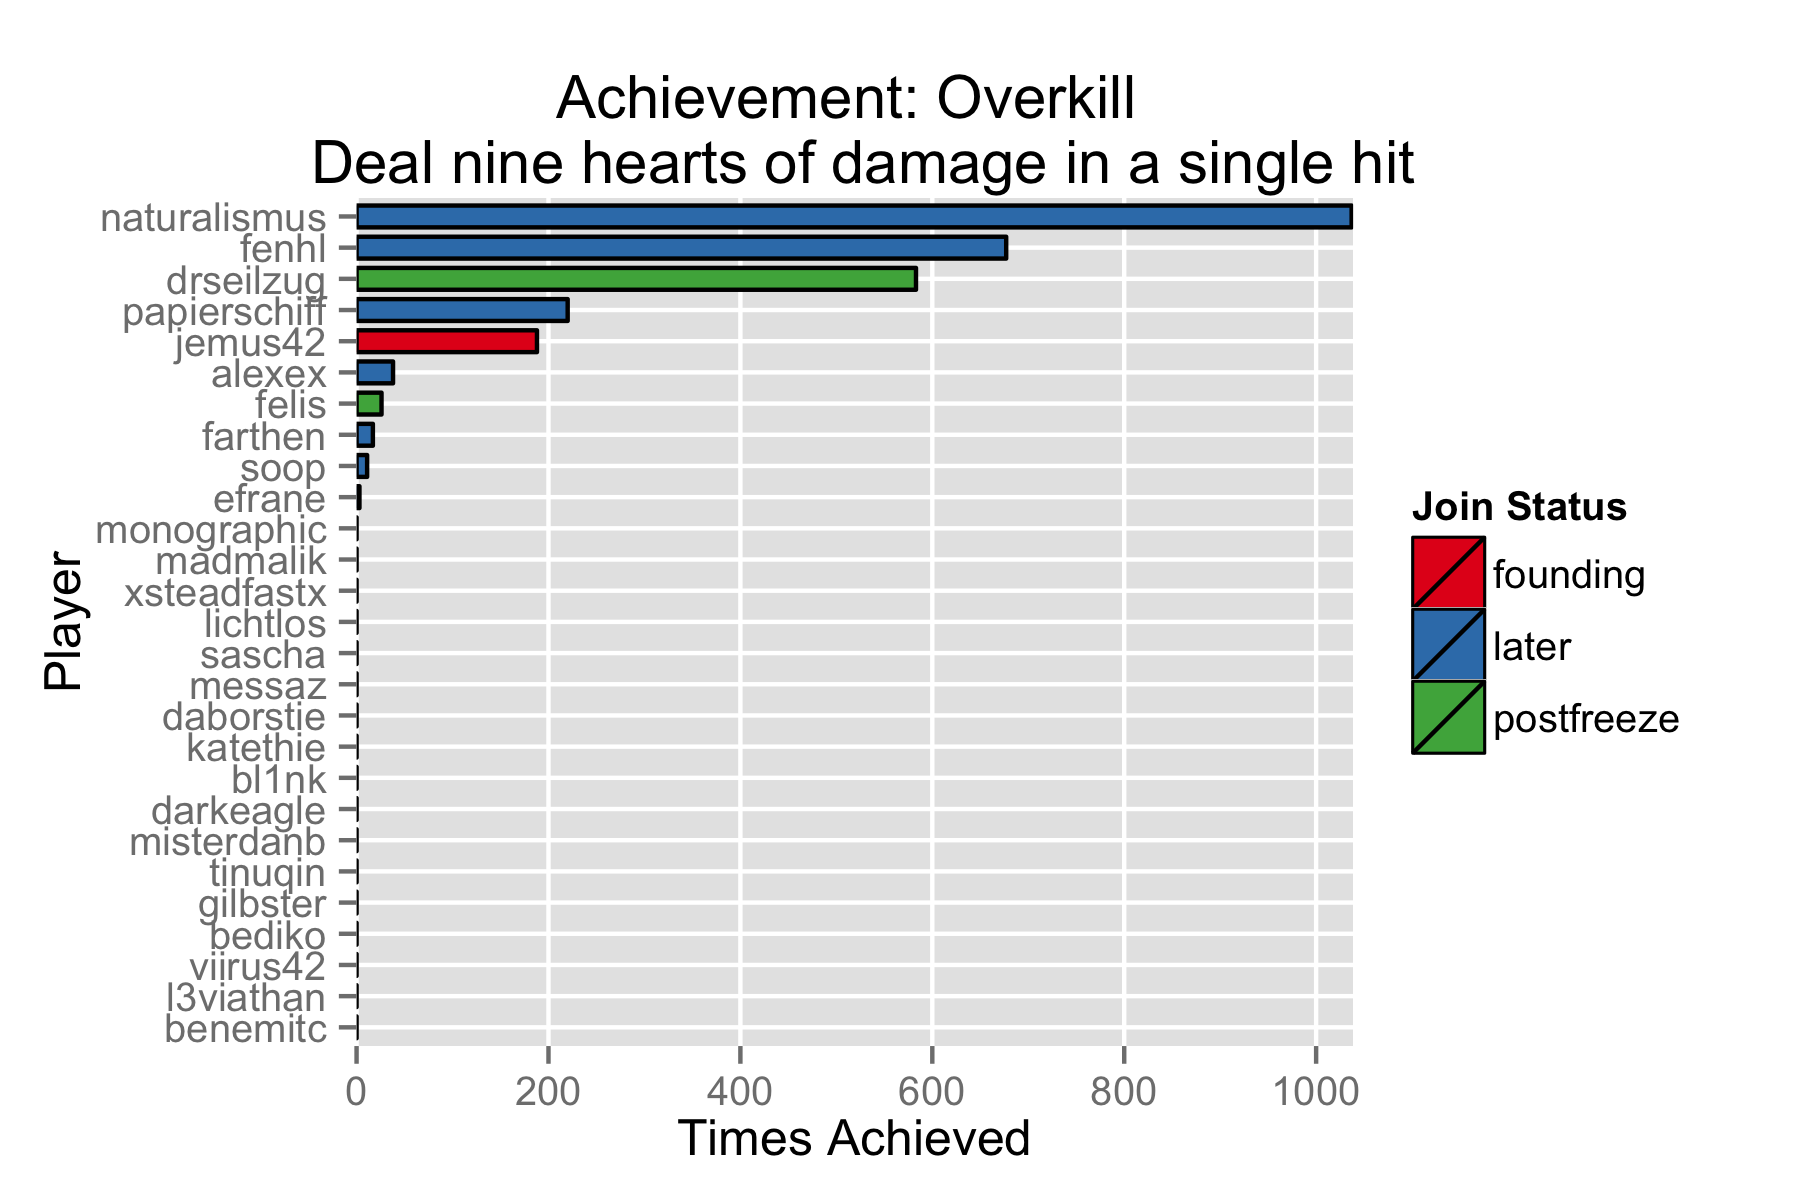 Achievement: Overkill
Deal nine hearts of damage in a single hit
Player
naturalismus
fenhl
drseilzug
papierschiff
jemus42
alexex
felis
farthen
soop
efrane
monographic
madmalik
xsteadfastx
lichtlos
sascha
messaz
daborstie
katethie
bl1nk
darkeagle
misterdanb
tinuqin
gilbster
bediko
viirus42
l3viathan
benemitc
0 200 400 600 800 1000
Times Achieved
Join Status
founding
later
postfreeze